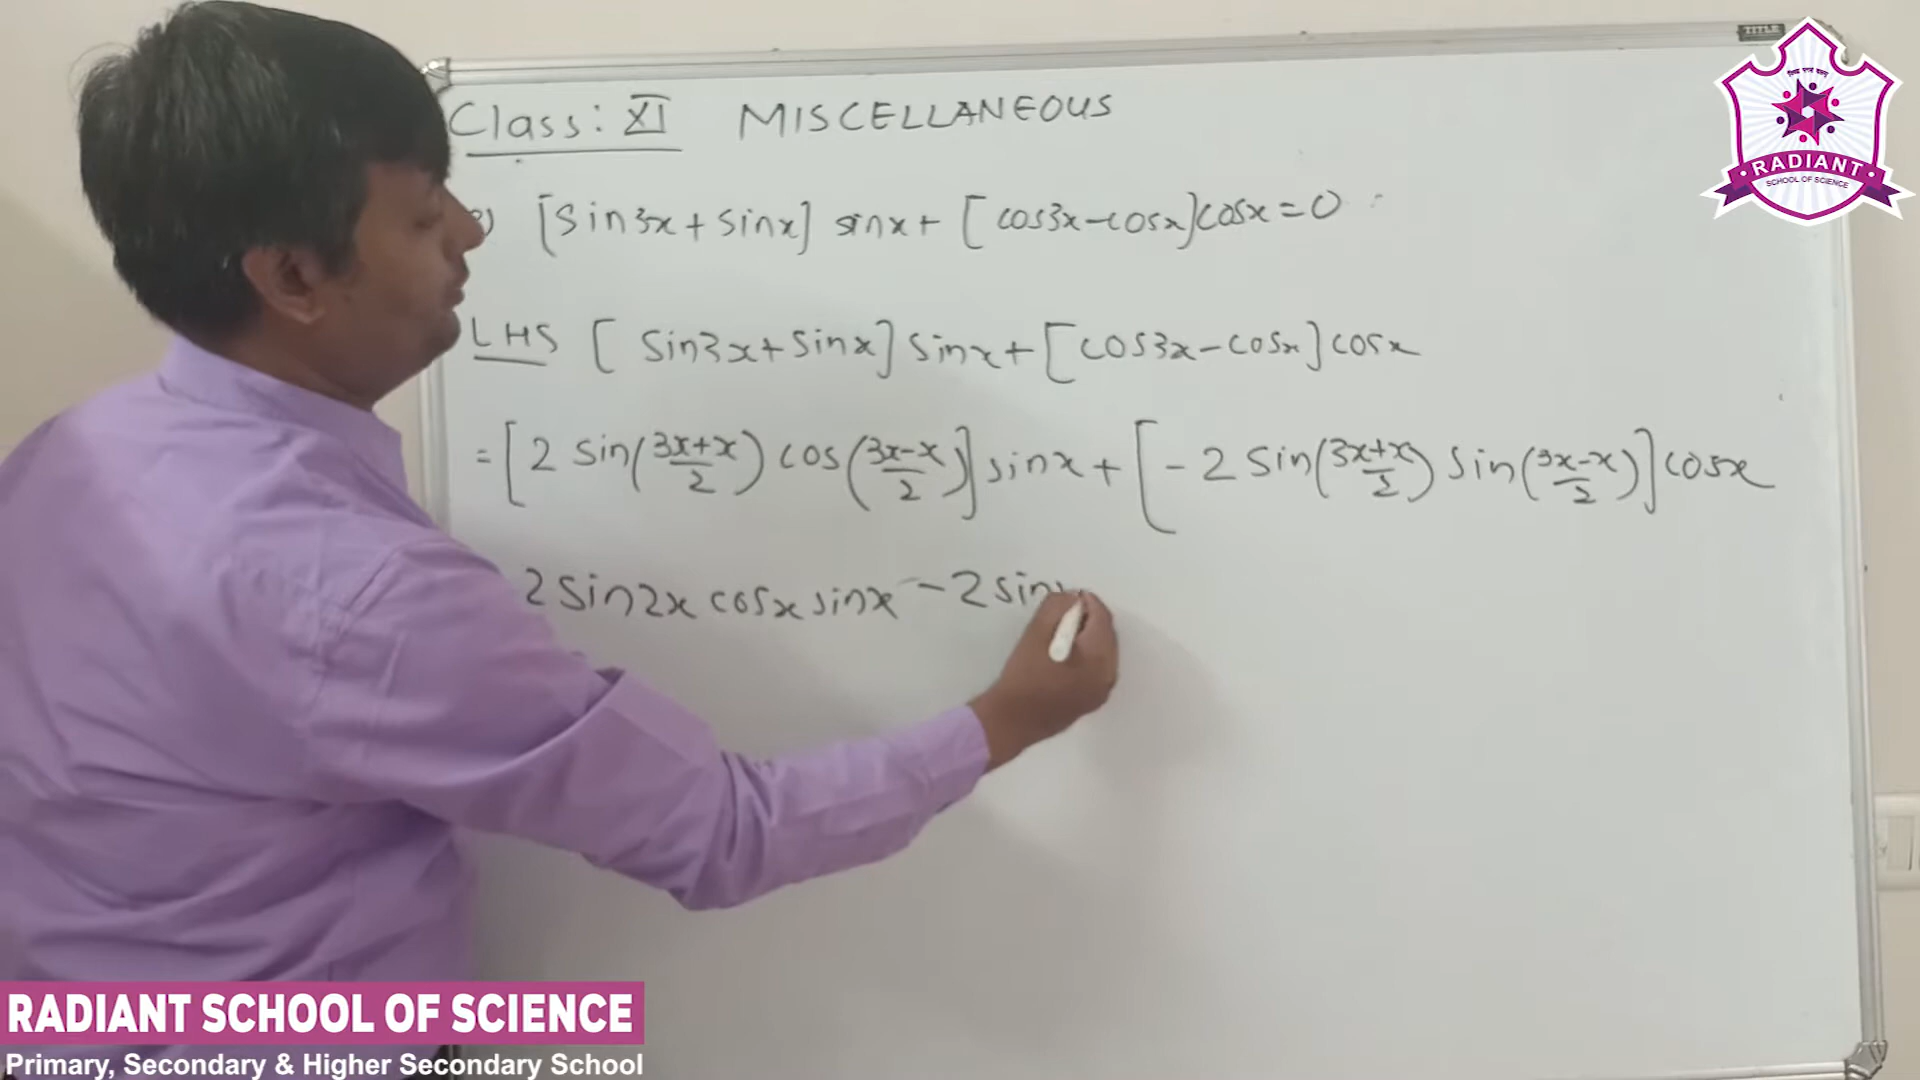 TITLE
Class: XI MISCELLANEOUS
[sin3x + sinx] sinx + [cos3x-cosx]cosx = 0
LHS [ sin3x + sinx] sinx + [cos3x - cosx] cosx
= [2 sin(3x+x/2) cos(3x-x/2)] sinx + [-2 sin(3x+x/2) sin(3x-x/2)] cosx
2 sin2x cosx sinx - 2 sin
RADIANT
SCHOOL OF SCIENCE
RADIANT SCHOOL OF SCIENCE
Primary, Secondary & Higher Secondary School